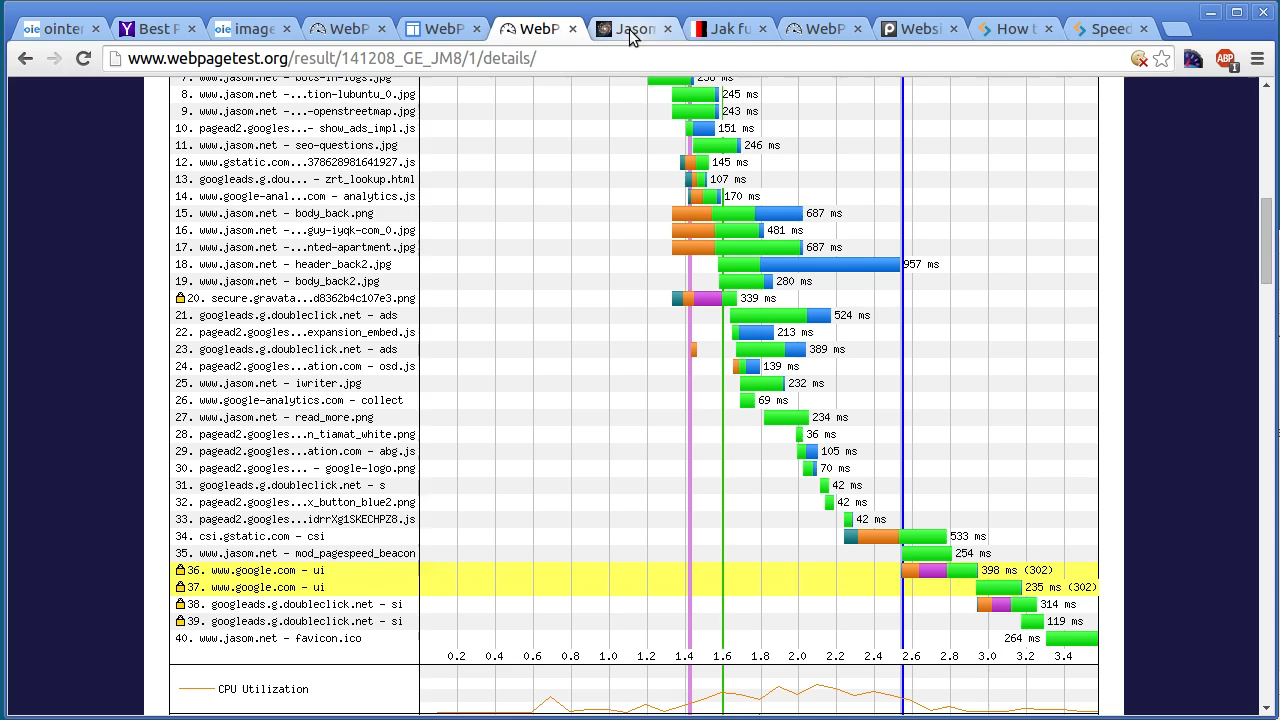 ointer
Best P
image
WebP
WebP
WebP
Jason
Jak fu
WebP
Websi
How t
Speed
www.webpagetest.org/result/141208_GE_JM8/1/details/
ABP
1
7. www.jasom.net - bots-in-logs.jpg 238 ms
8. www.jasom.net -...tion-lubuntu_0.jpg 245 ms
9. www.jasom.net - ...-openstreetmap.jpg 243 ms
10. pagead2.googles...- show_ads_impl.js 151 ms
11. www.jasom.net - seo-questions.jpg 246 ms
12. www.gstatic.com...378628981641927.js 145 ms
13. googleads.g.dou... - zrt_lookup.html 107 ms
14. www.google-anal...com - analytics.js 170 ms
15. www.jasom.net - body_back.png 687 ms
16. www.jasom.net - ...guy-iyqk-com_0.jpg 481 ms
17. www.jasom.net - ...nted-apartment.jpg 687 ms
18. www.jasom.net - header_back2.jpg 957 ms
19. www.jasom.net - body_back2.jpg 280 ms
20. secure.gravata...d6362b4c107e3.png 339 ms
21. googleads.g.doubleclick.net - ads 524 ms
22. pagead2.googles...expansion_embed.js 213 ms
23. googleads.g.doubleclick.net - ads 389 ms
24. pagead2.googles...ation.com - osd.js 139 ms
25. www.jasom.net - iwriter.jpg 232 ms
26. www.google-analytics.com - collect 69 ms
27. www.jasom.net - read_more.png 234 ms
28. pagead2.googles...n_tiamat_white.png 36 ms
29. pagead2.googles...ation.com - abg.js 105 ms
30. pagead2.googles... - google-logo.png 70 ms
31. googleads.g.doubleclick.net - s 42 ms
32. pagead2.googles...x_button_blue2.png 42 ms
33. pagead2.googles...idnrXg1SKECHPZ8.js 42 ms
34. csi.gstatic.com - csi 533 ms
35. www.jasom.net - mod_pagespeed_beacon 254 ms
36. www.google.com - ui 398 ms (302)
37. www.google.com - ui 235 ms (302)
38. googleads.g.doubleclick.net - si 314 ms
39. googleads.g.doubleclick.net - si 119 ms
40. www.jasom.net - favicon.ico 264 ms
0.2 0.4 0.6 0.8 1.0 1.2 1.4 1.6 1.8 2.0 2.2 2.4 2.6 2.8 3.0 3.2 3.4
CPU Utilization